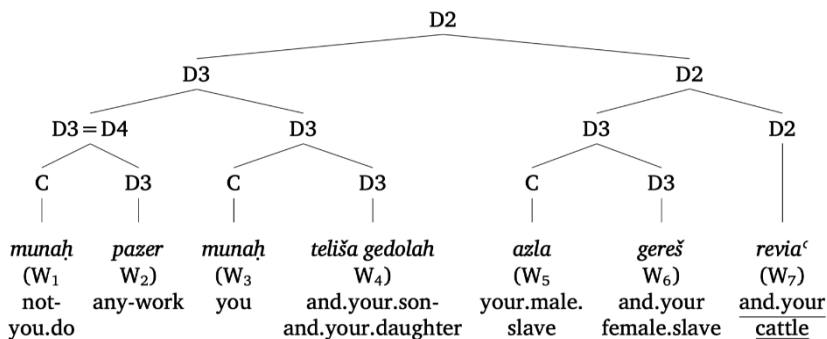 D2
D3 D2
D3 = D4 D3 D3 D2
C D3 C D3 C D3
munaḥ pazer munaḥ teliša gedolah azla gereš reviaʿ
(W₁ W₂) (W₃ W₄) (W₅ W₆) (W₇)
not- any-work you and.your.son- your.male. and.your and.your
you.do and.your.daughter slave female.slave cattle